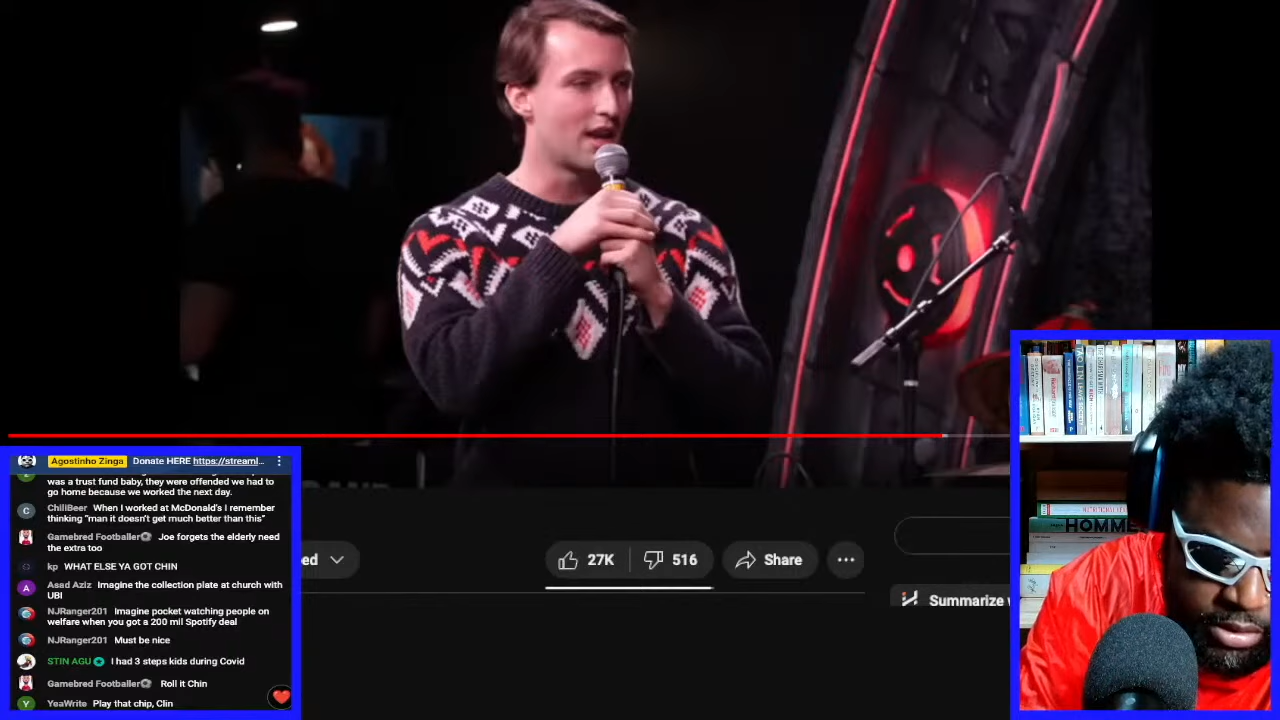 Agostinho Zinga Donate HERE https://streaml...
was a trust fund baby, they were offended we had to
go home because we worked the next day.
C ChiliBeer When I worked at McDonald's I remember
thinking “man it doesn't get much better than this”
Gamebred Footballer Joe forgets the elderly need
the extra too
kp WHAT ELSE YA GOT CHIN
A Asad Aziz Imagine the collection plate at church with
UBI
NJRanger201 Imagine pocket watching people on
welfare when you got a 200 mil Spotify deal
NJRanger201 Must be nice
STIN AGU I had 3 steps kids during Covid
Gamebred Footballer Roll it Chin
Y YeaWrite Play that chip, Clin
ed
27K
516
Share
Summarize
HOMME
TAO LIN LEAVE SOCIETY